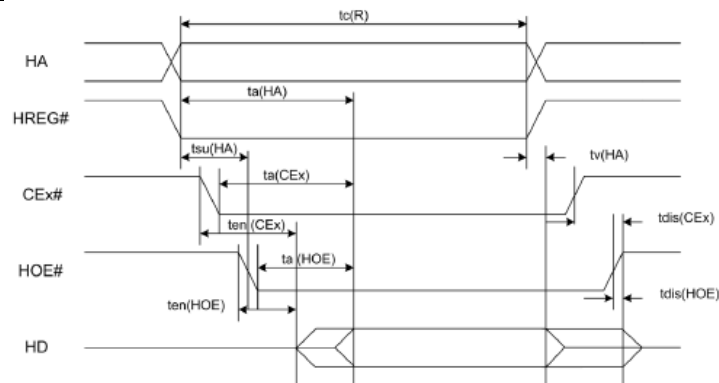 tc(R)
HA
ta(HA)
HREG#
tsu(HA)
tv(HA)
ta(CEx)
CEx#
tdis(CEx)
ten(CEx)
ta(HOE)
HOE#
tdis(HOE)
ten(HOE)
HD